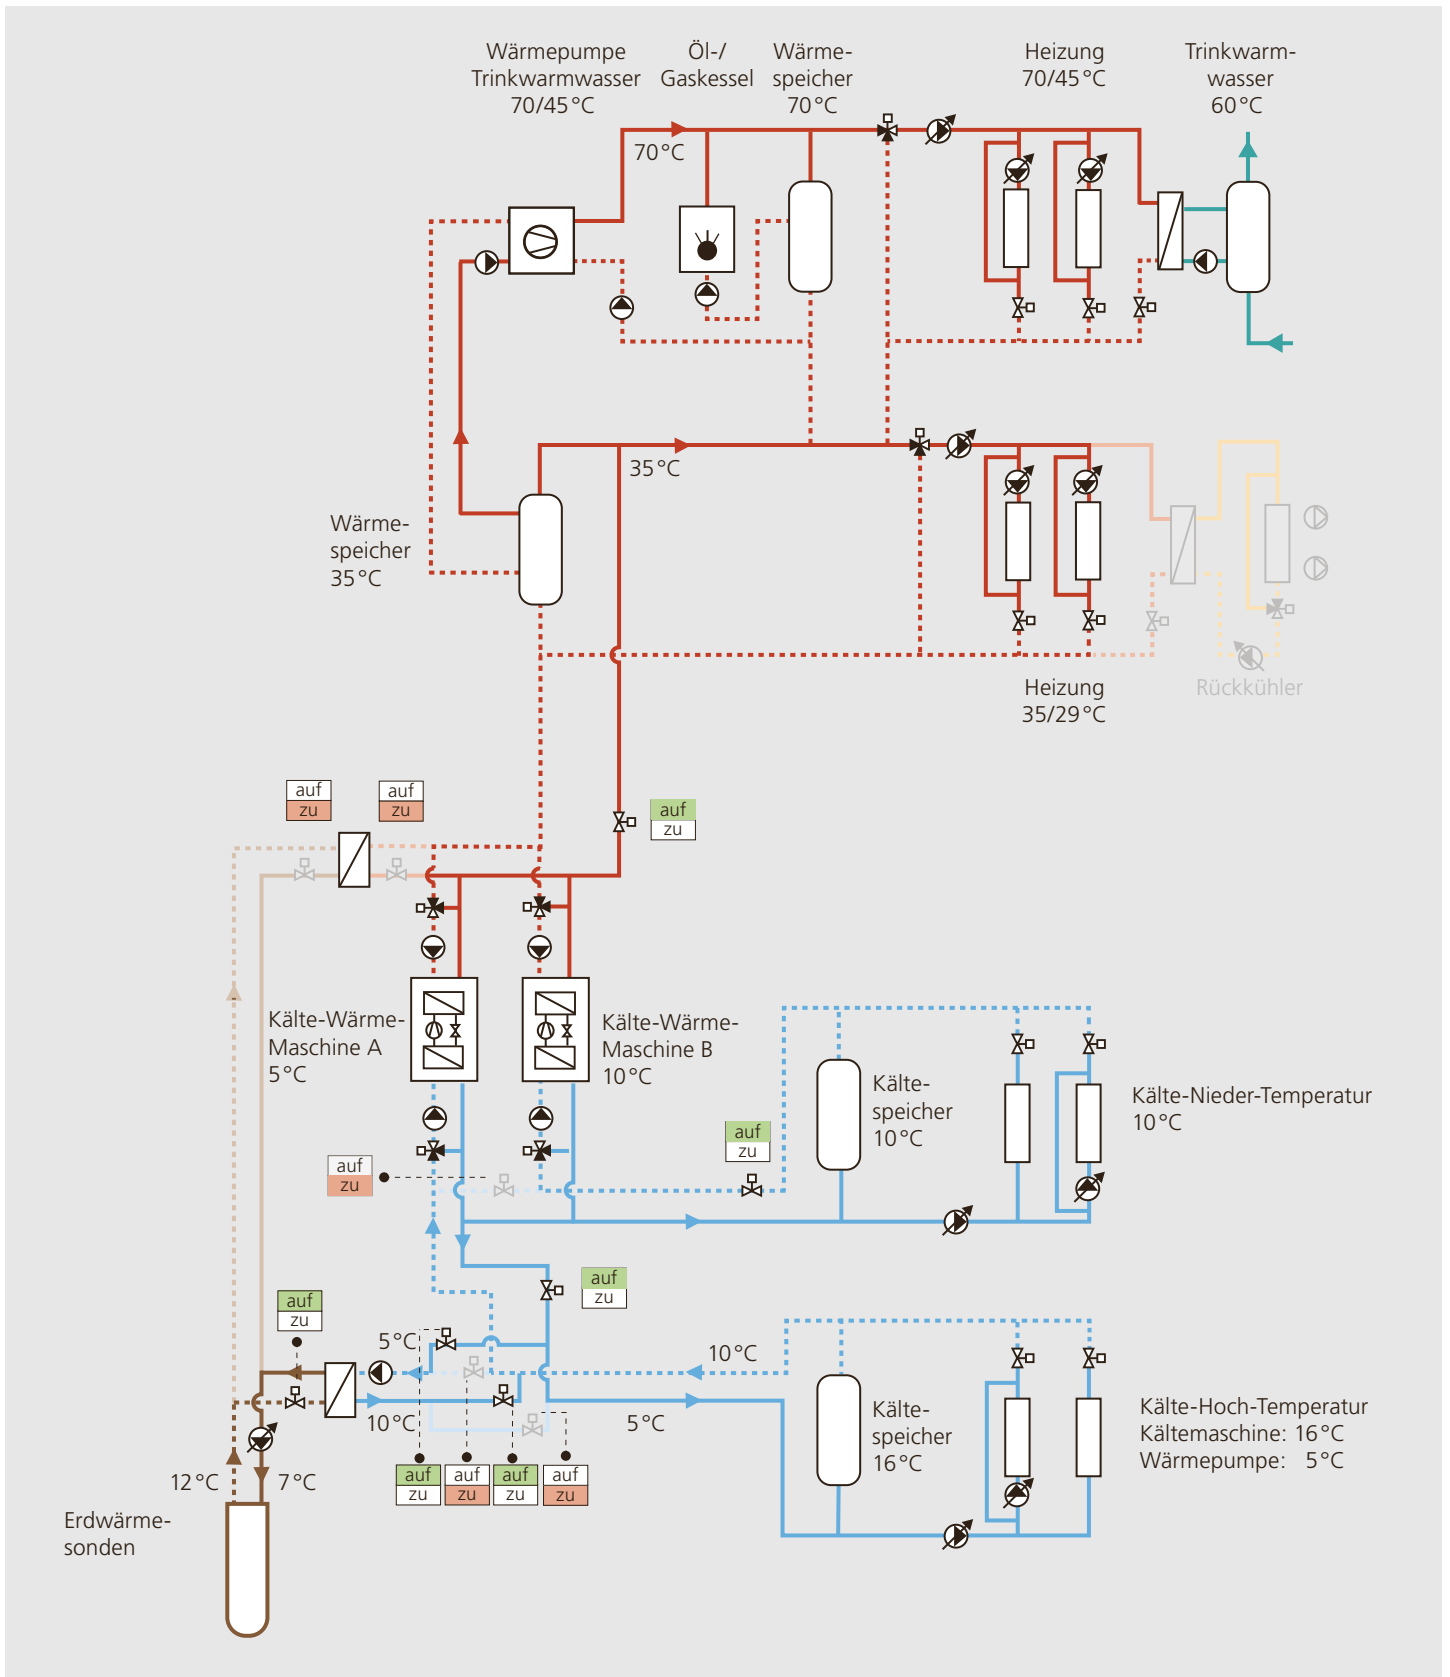 Wärmepumpe
Trinkwarmwasser
70/45 °C
Öl-/
Gaskessel
Wärme-
speicher
70 °C
Heizung
70/45 °C
Trinkwarm-
wasser
60 °C
70 °C
35 °C
Wärme-
speicher
35 °C
Heizung
35/29 °C
Rückkühler
auf
zu
auf
zu
auf
zu
Kälte-Wärme-
Maschine A
5 °C
Kälte-Wärme-
Maschine B
10 °C
Kälte-
speicher
10 °C
Kälte-Nieder-Temperatur
10 °C
auf
zu
auf
zu
auf
zu
auf
zu
5 °C
10 °C
10 °C
5 °C
Kälte-
speicher
16 °C
Kälte-Hoch-Temperatur
Kältemaschine: 16 °C
Wärmepumpe: 5 °C
12 °C
7 °C
auf
zu
auf
zu
auf
zu
auf
zu
Erdwärme-
sonden